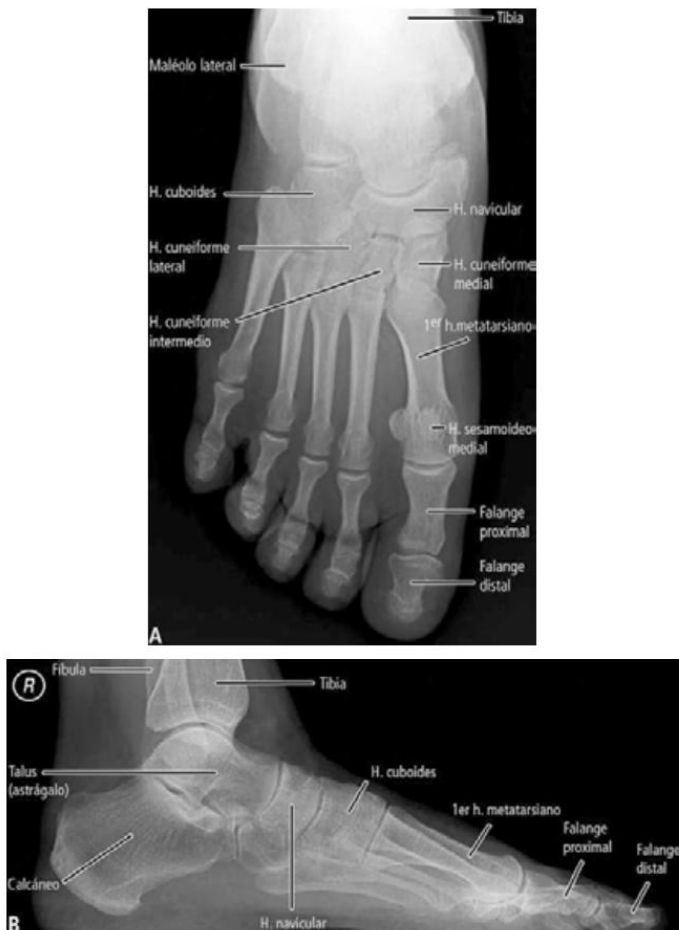 Tibia
Maléolo lateral
H. cuboides
H. navicular
H. cuneiforme
lateral
H. cuneiforme
medial
H. cuneiforme
intermedio
1er h.metatarsiano
H. sesamoideo
medial
Falange
proximal
Falange
distal
A
Fíbula
R
Tibia
Talus
(astrágalo)
H. cuboides
1er h. metatarsiano
Falange
proximal
Falange
distal
Calcáneo
H. navicular
B